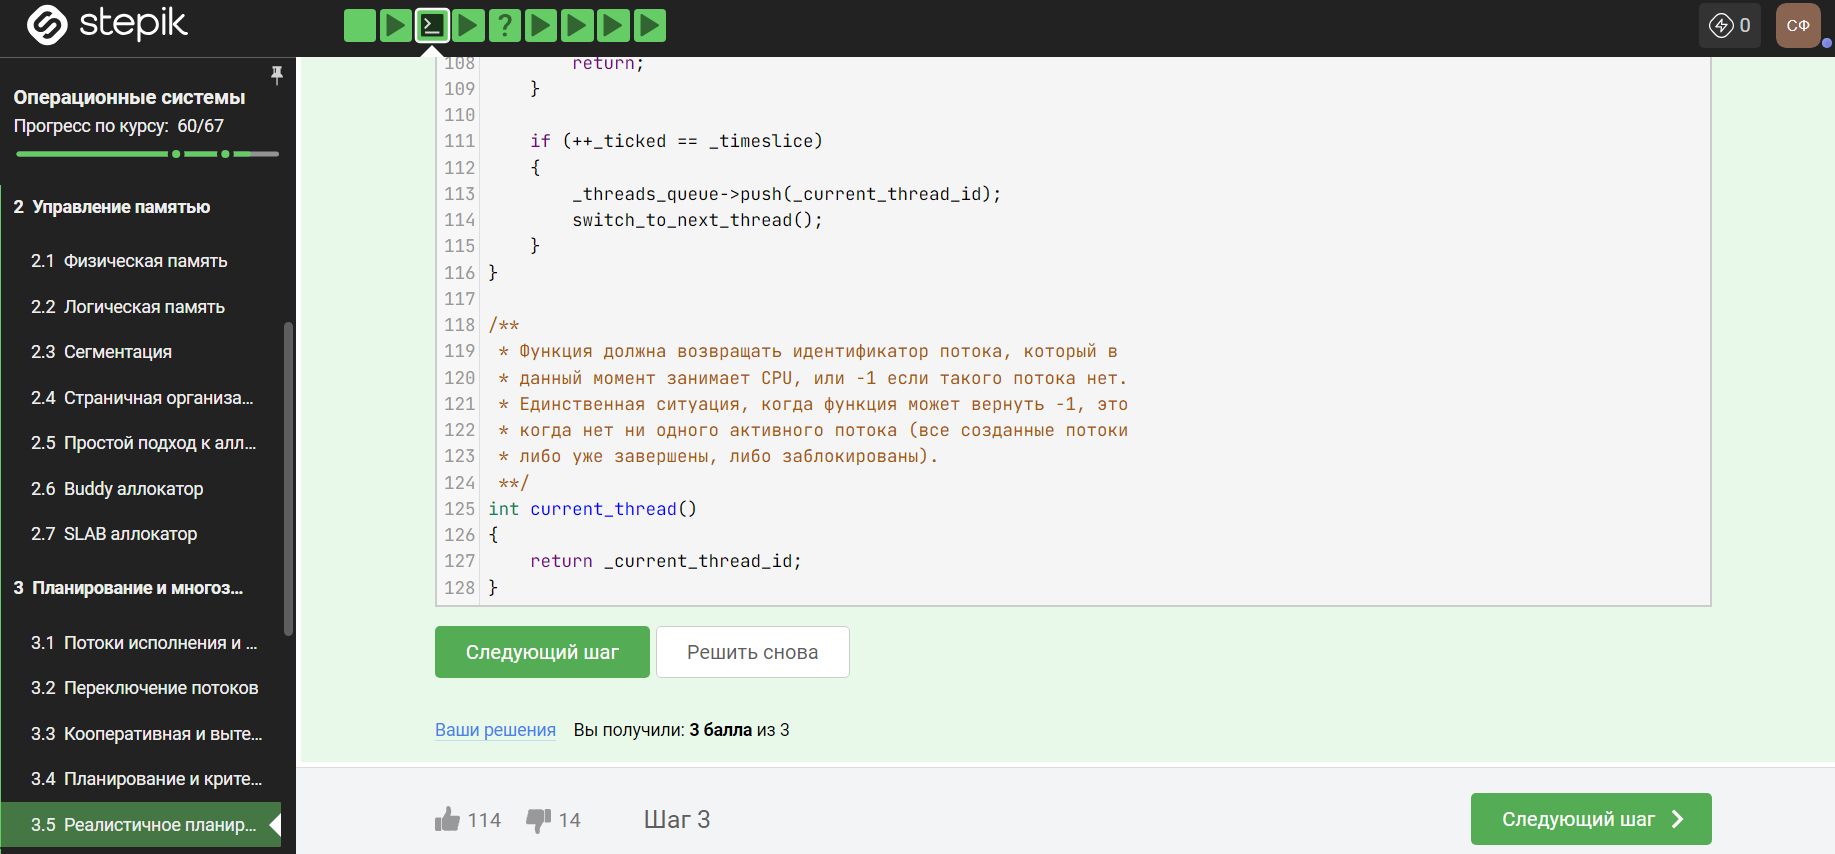 stepik
0
СФ
Операционные системы
Прогресс по курсу: 60/67
2 Управление памятью
2.1 Физическая память
2.2 Логическая память
2.3 Сегментация
2.4 Страничная организа...
2.5 Простой подход к алл...
2.6 Buddy аллокатор
2.7 SLAB аллокатор
3 Планирование и многоз...
3.1 Потоки исполнения и ...
3.2 Переключение потоков
3.3 Кооперативная и выте...
3.4 Планирование и крите...
3.5 Реалистичное планир...
108 return;
109 }
110
111 if (++_ticked == _timeslice)
112 {
113 _threads_queue->push(_current_thread_id);
114 switch_to_next_thread();
115 }
116 }
117
118 /**
119 * Функция должна возвращать идентификатор потока, который в
120 * данный момент занимает CPU, или -1 если такого потока нет.
121 * Единственная ситуация, когда функция может вернуть -1, это
122 * когда нет ни одного активного потока (все созданные потоки
123 * либо уже завершены, либо заблокированы).
124 **/
125 int current_thread()
126 {
127 return _current_thread_id;
128 }
Следующий шаг
Решить снова
Ваши решения Вы получили: 3 балла из 3
114 14 Шаг 3
Следующий шаг